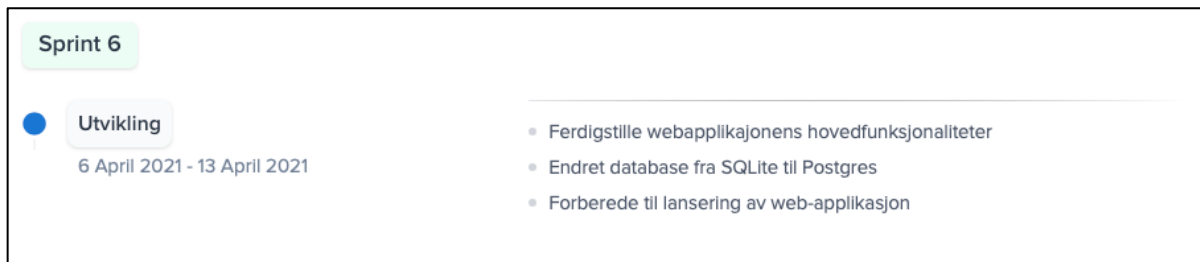 Sprint 6
Utvikling
6 April 2021 - 13 April 2021
Ferdigstille webapplikajonens hovedfunksjonaliteter
Endret database fra SQLite til Postgres
Forberede til lansering av web-applikasjon